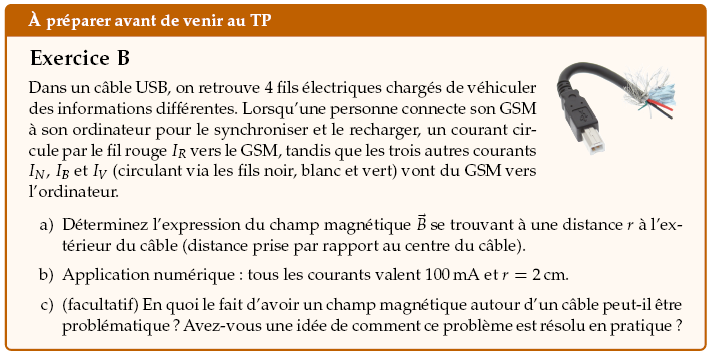 À préparer avant de venir au TP
Exercice B
Dans un câble USB, on retrouve 4 fils électriques chargés de véhiculer
des informations différentes. Lorsqu'une personne connecte son GSM
à son ordinateur pour le synchroniser et le recharger, un courant cir-
cule par le fil rouge I_R vers le GSM, tandis que les trois autres courants
I_N, I_B et I_V (circulant via les fils noir, blanc et vert) vont du GSM vers
l'ordinateur.
a) Déterminez l'expression du champ magnétique \vec{B} se trouvant à une distance r à l'ex-
térieur du câble (distance prise par rapport au centre du câble).
b) Application numérique : tous les courants valent 100 mA et r = 2 cm.
c) (facultatif) En quoi le fait d'avoir un champ magnétique autour d'un câble peut-il être
problématique ? Avez-vous une idée de comment ce problème est résolu en pratique ?